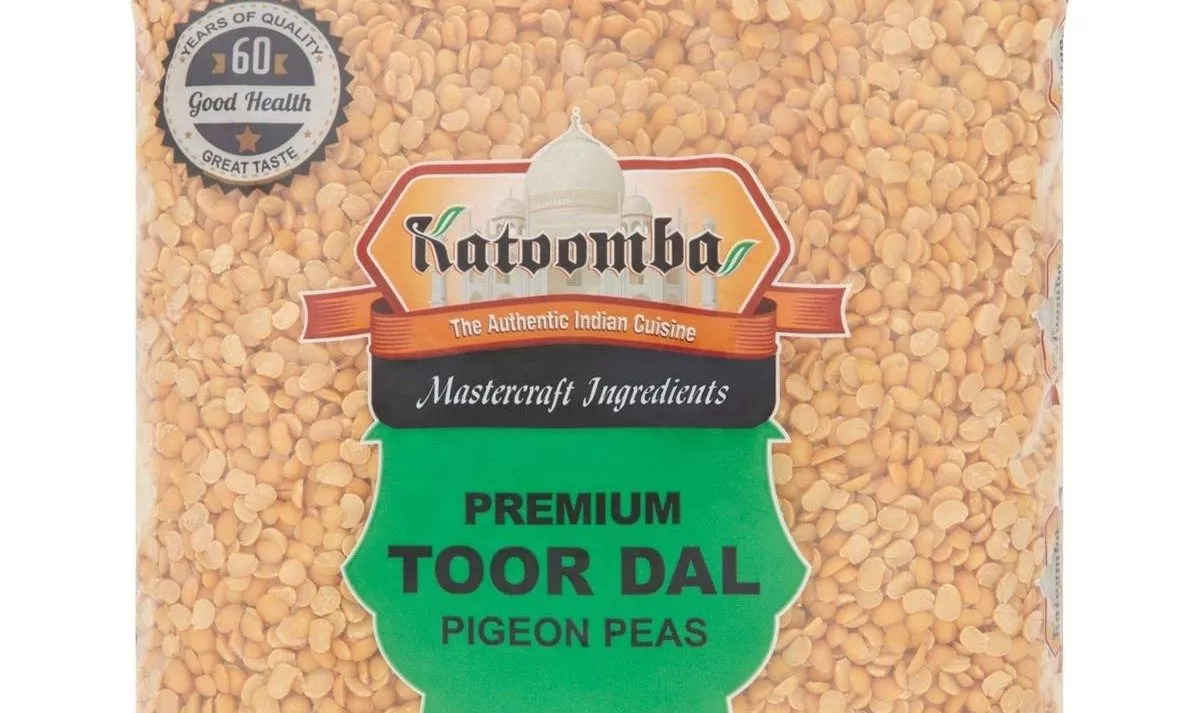 YEARS OF QUALITY
60
Good Health
GREAT TASTE
Katoomba
The Authentic Indian Cuisine
Mastercraft Ingredients
PREMIUM
TOOR DAL
PIGEON PEAS